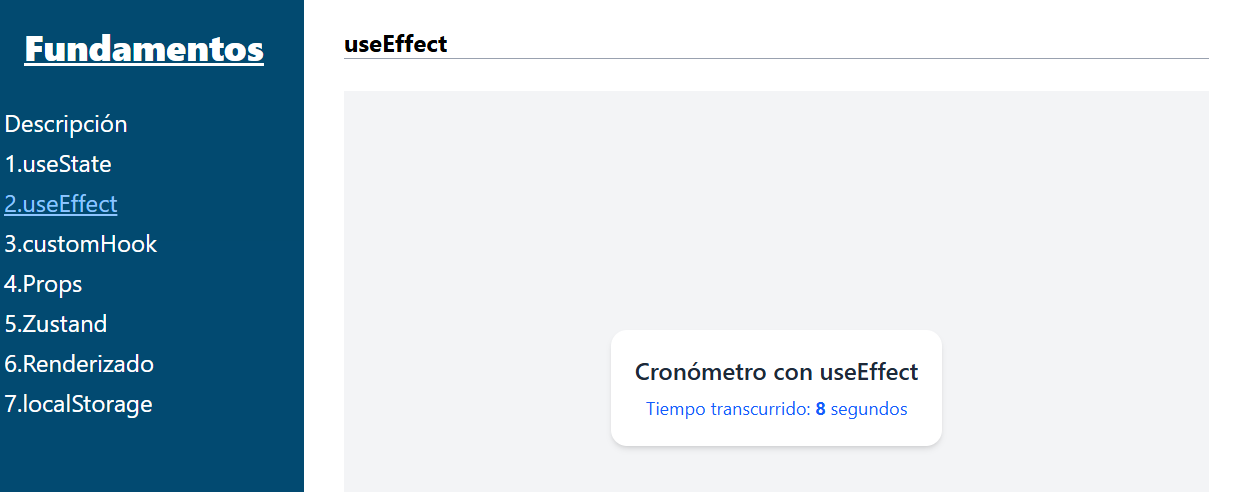 Fundamentos
Descripción
1.useState
2.useEffect
3.customHook
4.Props
5.Zustand
6.Renderizado
7.localStorage
useEffect
Cronómetro con useEffect
Tiempo transcurrido: 8 segundos